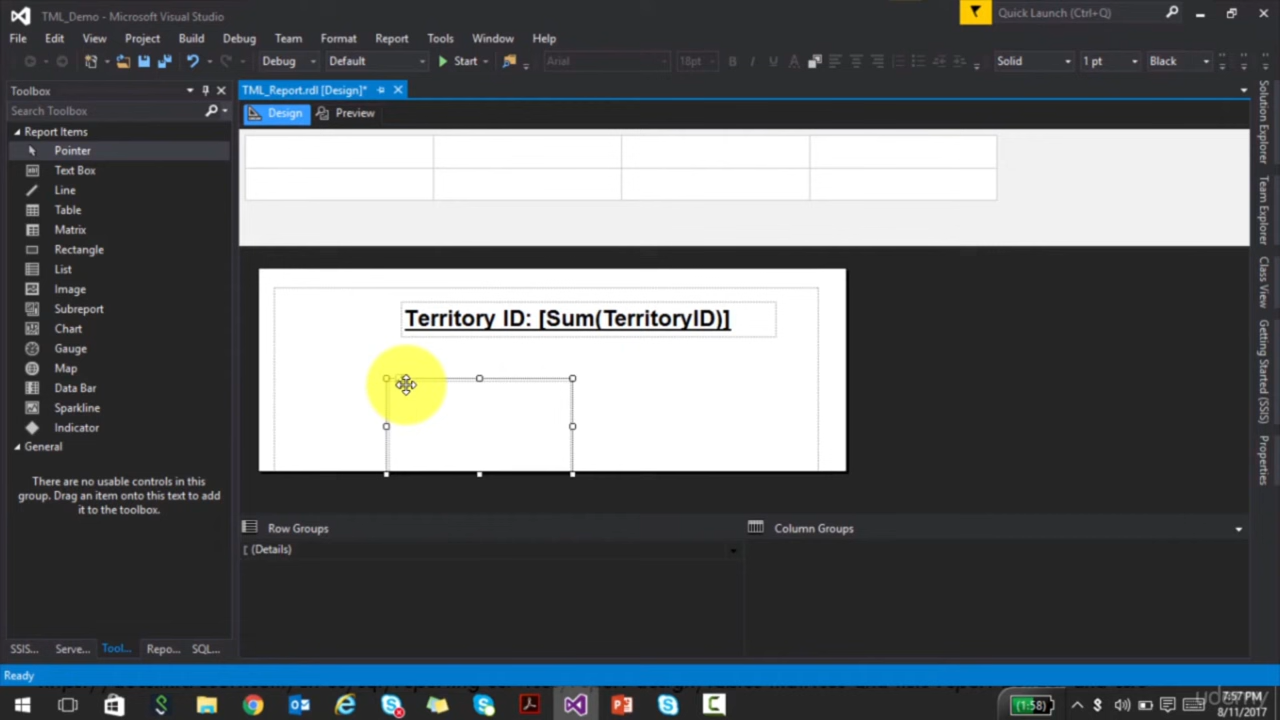 TML_Demo - Microsoft Visual Studio
Quick Launch (Ctrl+Q)
File Edit View Project Build Debug Team Format Report Tools Window Help
Debug Default Start Arial 18pt B I U A Solid 1 pt Black
Toolbox
TML_Report.rdl [Design]*
Search Toolbox
Design Preview
Report Items
Pointer
Text Box
Line
Table
Matrix
Rectangle
List
Image
Subreport
Chart
Gauge
Map
Data Bar
Sparkline
Indicator
General
There are no usable controls in this
group. Drag an item onto this text to add
it to the toolbox.
Territory ID: [Sum(TerritoryID)]
Row Groups
Column Groups
(Details)
Solution Explorer
Team Explorer
Class View
Getting Started (SSIS)
Properties
SSIS... Serve... Tool... Repo... SQL...
Ready
(1:58)
7:57 PM
8/11/2017
udemy